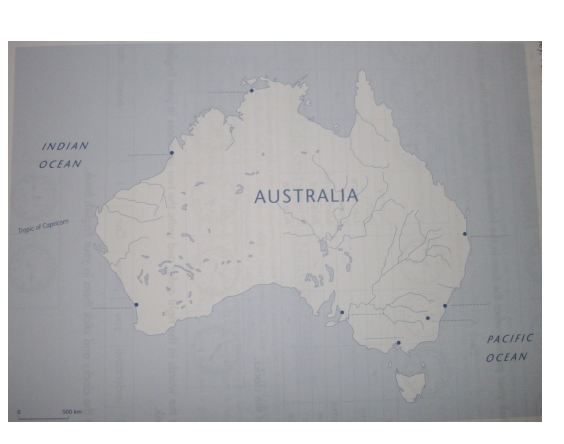 INDIAN
OCEAN
AUSTRALIA
Tropic of Capricorn
PACIFIC
OCEAN
0 500 km